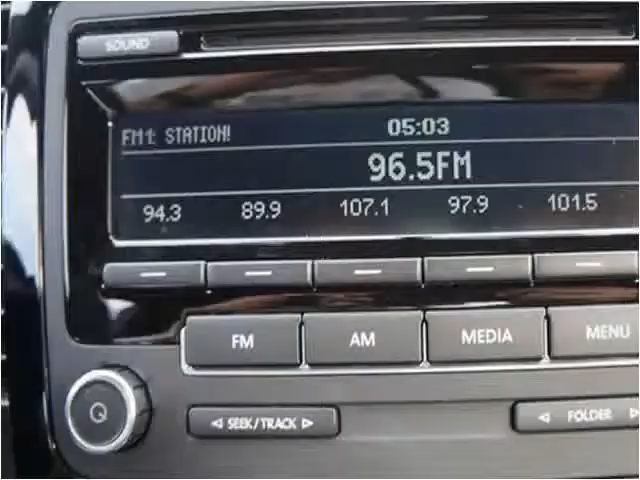 SOUND
FM1: STATION! 05:03
96.5FM
94.3 89.9 107.1 97.9 101.5
FM AM MEDIA MENU
SEEK/TRACK FOLDER